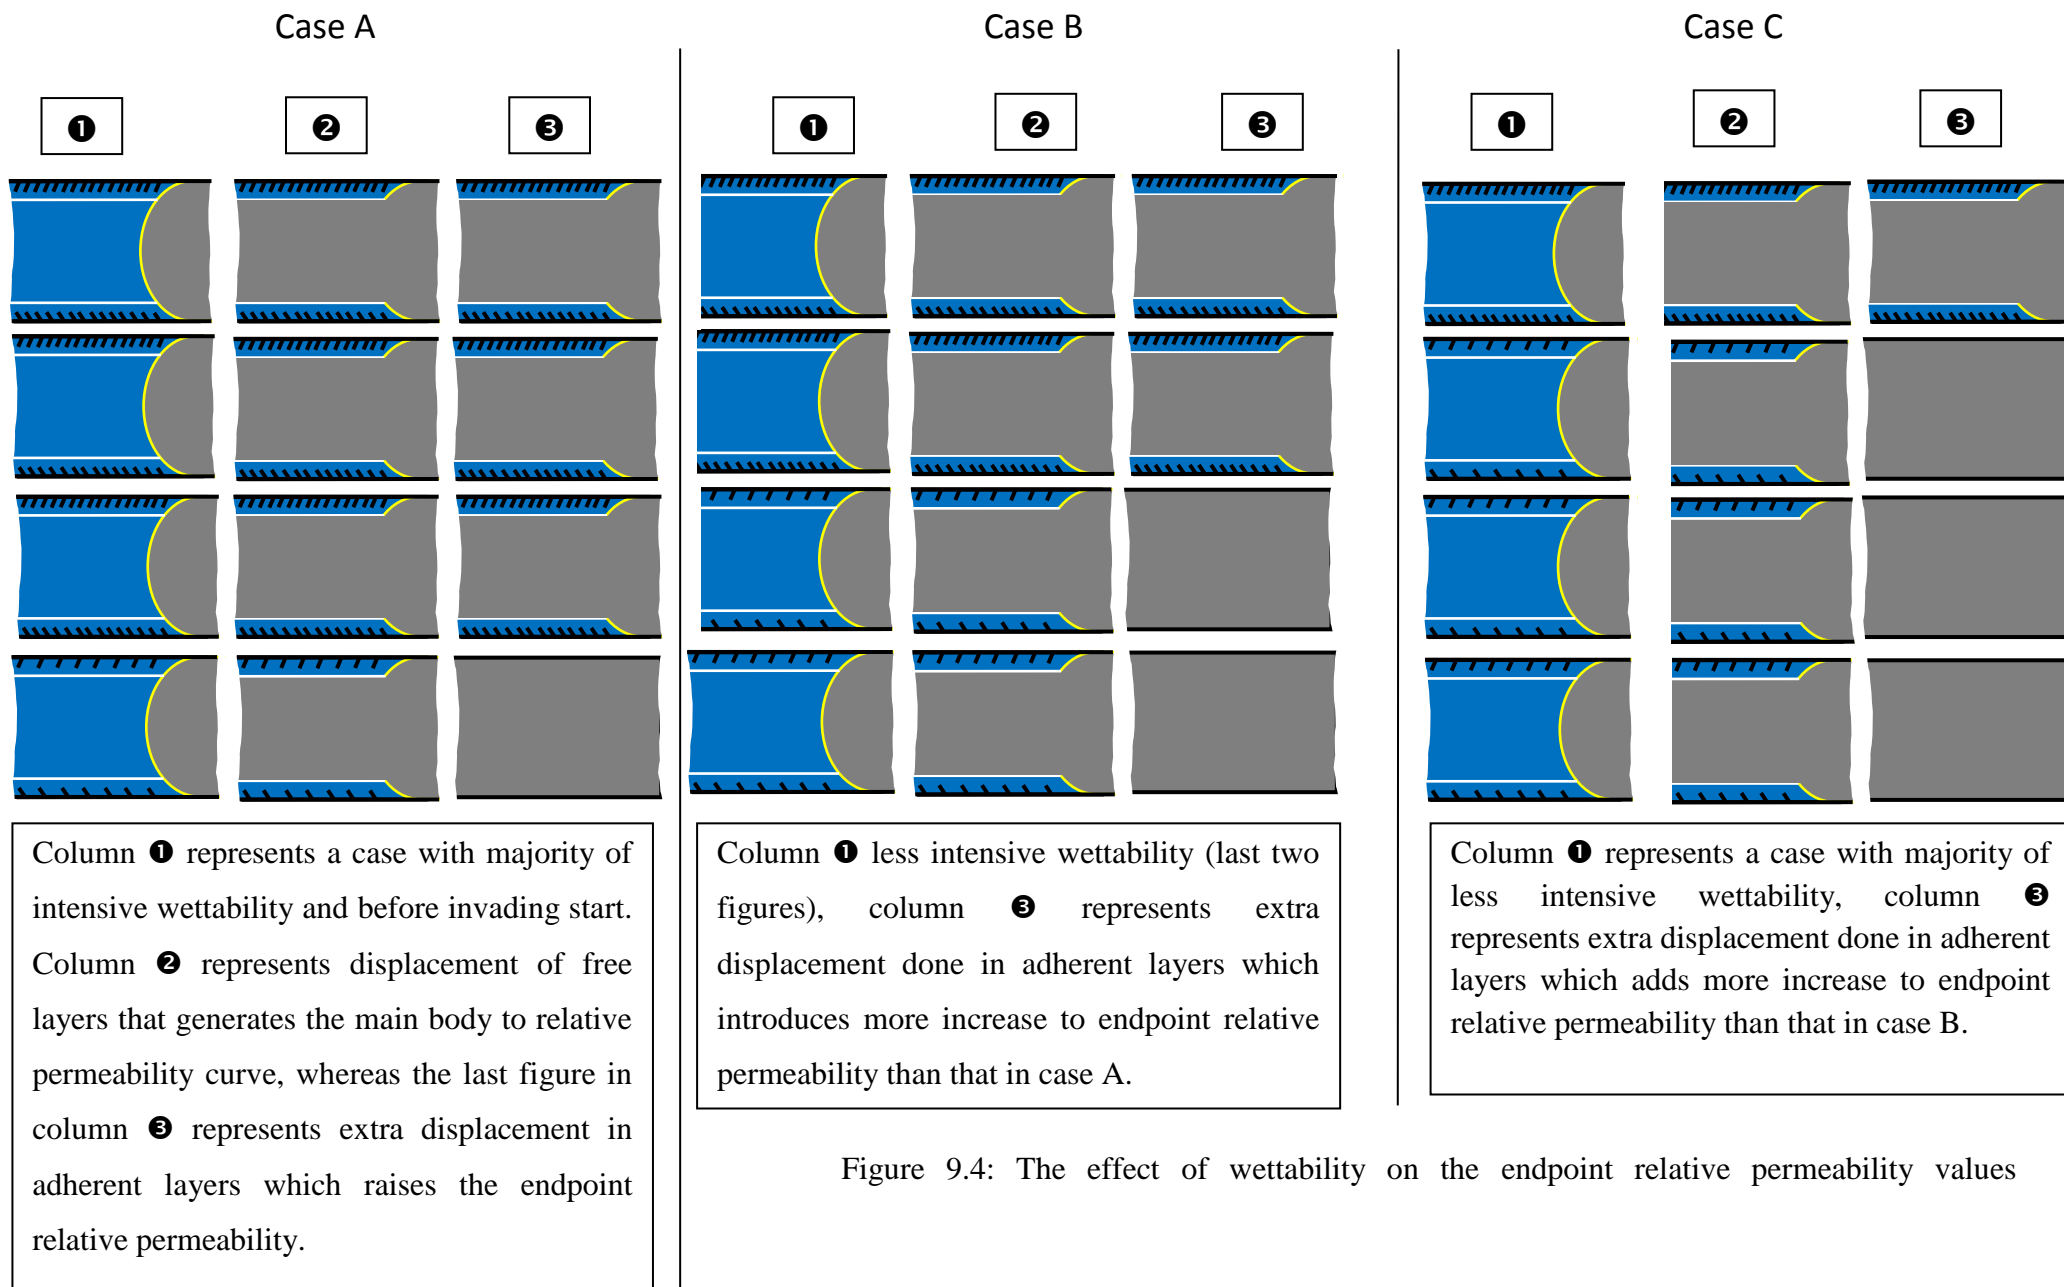 Case A
Case B
Case C
❶ ❷ ❸
❶ ❷ ❸
❶ ❷ ❸
Column ❶ represents a case with majority of
intensive wettability and before invading start.
Column ❷ represents displacement of free
layers that generates the main body to relative
permeability curve, whereas the last figure in
column ❸ represents extra displacement in
adherent layers which raises the endpoint
relative permeability.
Column ❶ less intensive wettability (last two
figures), column ❸ represents extra
displacement done in adherent layers which
introduces more increase to endpoint relative
permeability than that in case A.
Column ❶ represents a case with majority of
less intensive wettability, column ❸
represents extra displacement done in adherent
layers which adds more increase to endpoint
relative permeability than that in case B.
Figure 9.4: The effect of wettability on the endpoint relative permeability values